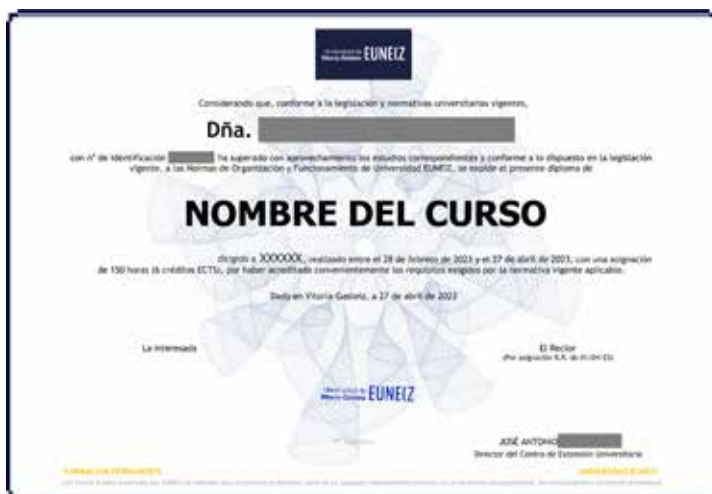 EUNEIZ
Considerando que, conforme a la legislación y normativas universitarias vigentes,
Dña.
con nº de identificación ha superado con aprovechamiento los estudios correspondientes y conforme a lo dispuesto en la legislación
vigente, a las Normas de Organización y Funcionamiento de Universidad EUNEIZ, se expide el presente diploma de
NOMBRE DEL CURSO
dirigido a XXXXXX, realizado entre el 28 de febrero de 2023 y el 27 de abril de 2023, con una asignación
de 150 horas (6 créditos ECTS), por haber acreditado convenientemente los requisitos exigidos por la normativa vigente aplicable.
Dado en Vitoria Gasteiz, a 27 de abril de 2023
La Interesada
El Rector
(Por asignación R.R. de
EUNEIZ
JOSÉ ANTONIO
Director del Centro de Extensión Universitaria